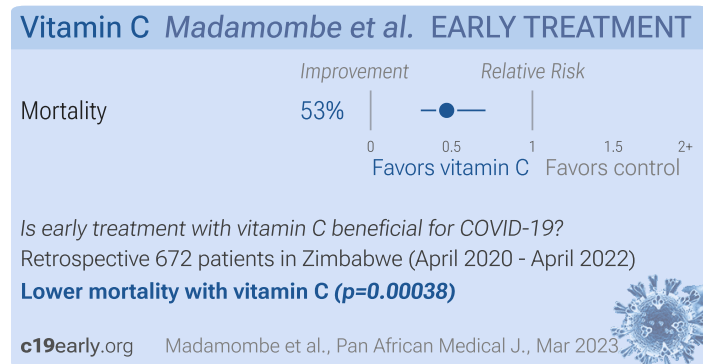 Vitamin C Madamombe et al. EARLY TREATMENT
Improvement Relative Risk
Mortality 53%
0 0.5 1 1.5 2+
Favors vitamin C Favors control
Is early treatment with vitamin C beneficial for COVID-19?
Retrospective 672 patients in Zimbabwe (April 2020 - April 2022)
Lower mortality with vitamin C (p=0.00038)
c19early.org Madamombe et al., Pan African Medical J., Mar 2023